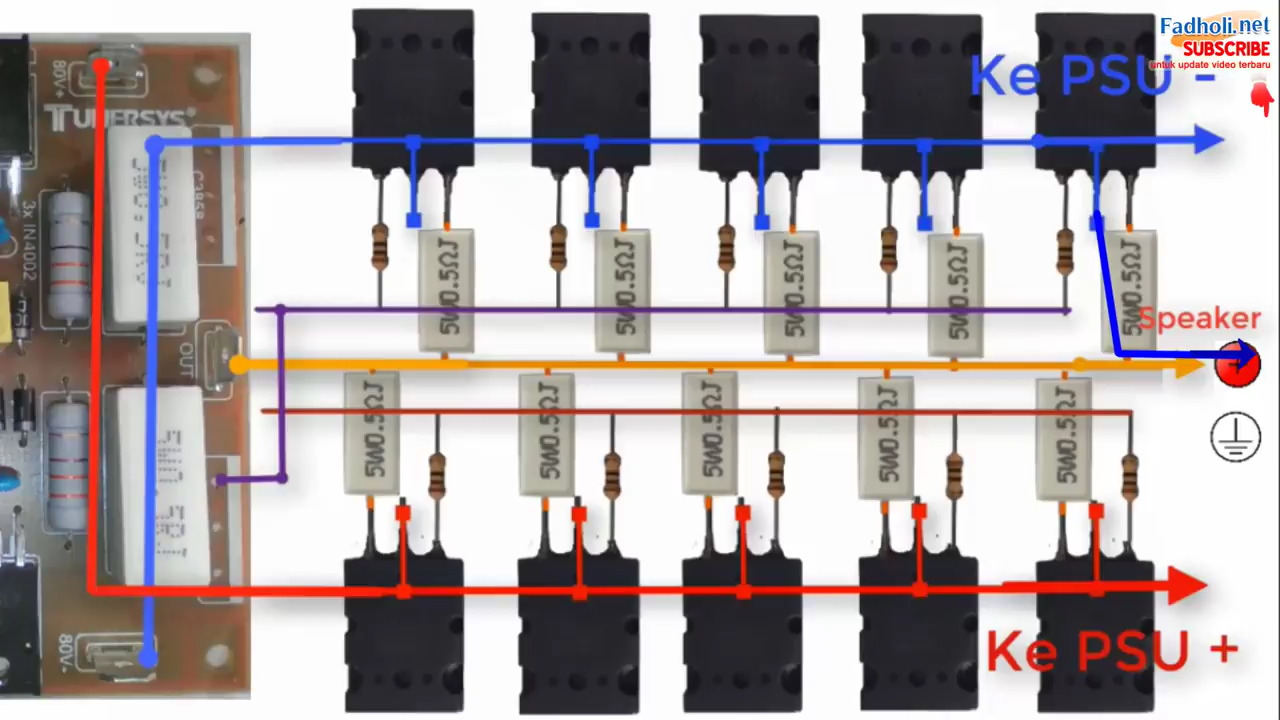 Fadholi.net
SUBSCRIBE
untuk update video terbaru
Ke PSU -
80V+
TUNERSYS®
C3858
3x IN4002
5W0.5ΩJ
5W0.5ΩJ
5W0.5ΩJ
5W0.5ΩJ
5W0.5ΩJ
Speaker
+
OUT
5W0.5ΩJ
5W0.5ΩJ
5W0.5ΩJ
5W0.5ΩJ
5W0.5ΩJ
80V-
Ke PSU +